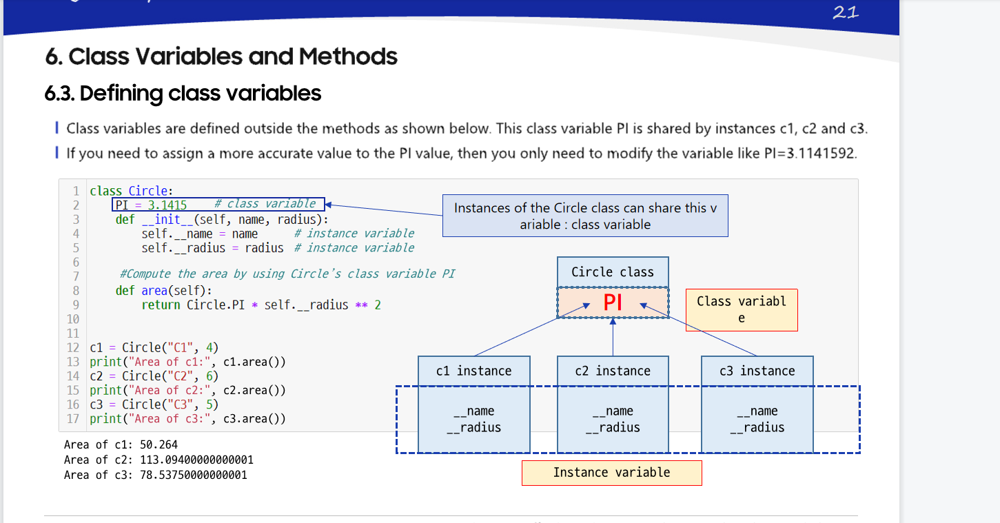 21
6. Class Variables and Methods
6.3. Defining class variables
Class variables are defined outside the methods as shown below. This class variable PI is shared by instances c1, c2 and c3.
If you need to assign a more accurate value to the PI value, then you only need to modify the variable like PI=3.1141592.
1 class Circle:
2     PI = 3.1415    # class variable
3     def __init__(self, name, radius):
4         self.__name = name      # instance variable
5         self.__radius = radius  # instance variable
6
7     #Compute the area by using Circle's class variable PI
8     def area(self):
9         return Circle.PI * self.__radius ** 2
10
11
12 c1 = Circle("C1", 4)
13 print("Area of c1:", c1.area())
14 c2 = Circle("C2", 6)
15 print("Area of c2:", c2.area())
16 c3 = Circle("C3", 5)
17 print("Area of c3:", c3.area())
Area of c1: 50.264
Area of c2: 113.09400000000001
Area of c3: 78.53750000000001
Instances of the Circle class can share this v
ariable : class variable
Circle class
PI
Class variabl
e
c1 instance
__name
__radius
c2 instance
__name
__radius
c3 instance
__name
__radius
Instance variable